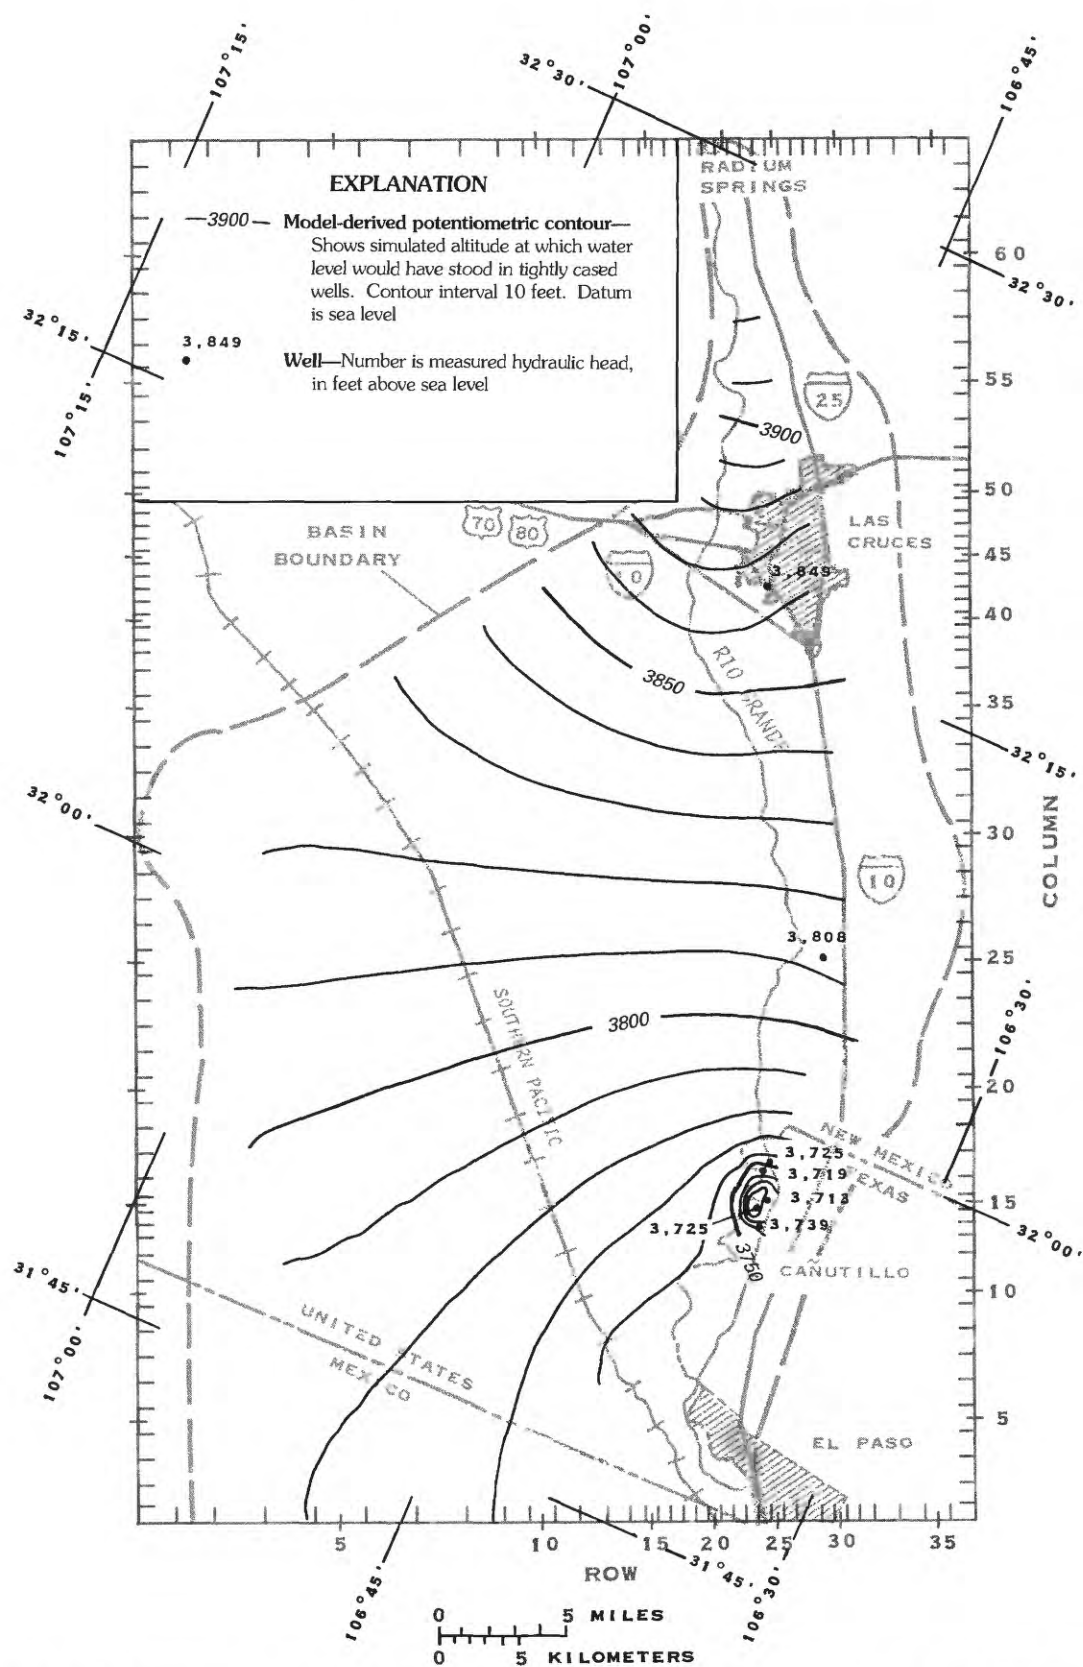 107°15'
107°00'
32°30'
106°45'
RADIUM
SPRINGS
EXPLANATION
—3900— Model-derived potentiometric contour—
Shows simulated altitude at which water
level would have stood in tightly cased
wells. Contour interval 10 feet. Datum
is sea level
3,849
Well—Number is measured hydraulic head,
in feet above sea level
60
32°30'
32°15'
107°15'
55
25
3900
50
BASIN
BOUNDARY
70
80
LAS
CRUCES
45
10
3,849
40
RIO GRANDE
3850
35
32°15'
32°00'
30
COLUMN
10
3,808
25
SOUTHERN PACIFIC
3800
106°30'
20
NEW MEXICO
TEXAS
3,725
3,719
3,713
15
3,725
3,739
32°00'
3750
CAÑUTILLO
31°45'
10
107°00'
UNITED STATES
MEXICO
5
EL PASO
5
10
15
20
25
30
35
ROW
31°45'
106°30'
106°45'
0 5 MILES
0 5 KILOMETERS